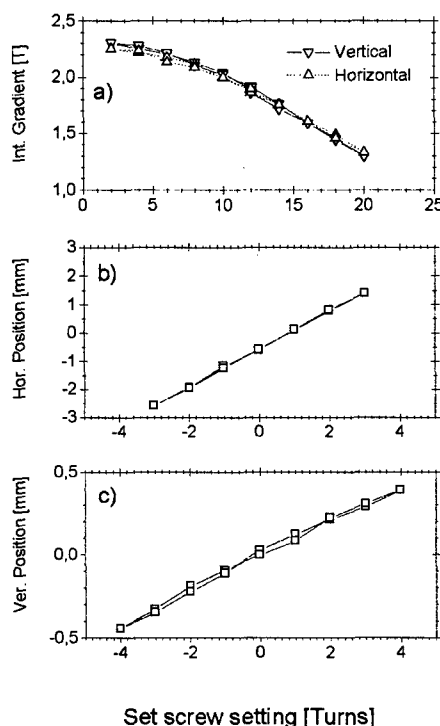 2,5
2,0
1,5
1,0
Int. Gradient [T]
a)
Vertical
Horizontal
0 5 10 15 20 25
3
2
1
0
-1
-2
-3
Hor. Position [mm]
b)
-4 -2 0 2 4
0,5
0,0
-0,5
Ver. Position [mm]
c)
-4 -2 0 2 4
Set screw setting [Turns]